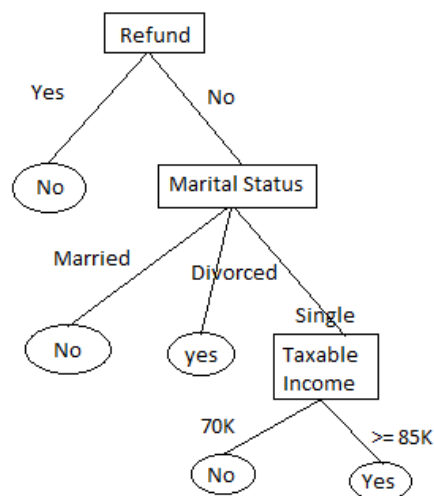 Refund
Yes
No
No
Marital Status
Married
Divorced
Single
No
yes
Taxable
Income
70K
>= 85K
No
Yes